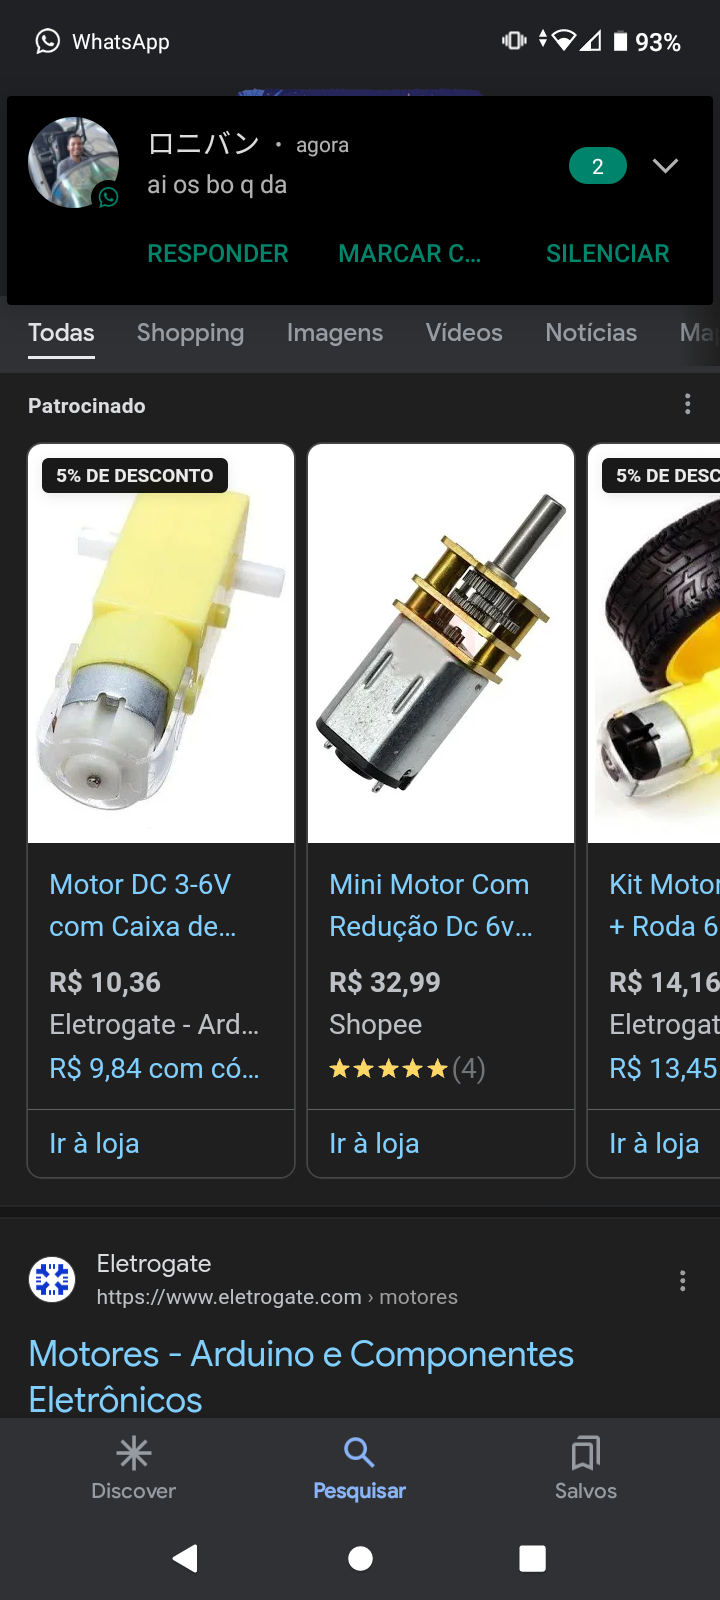 WhatsApp 93%
ロニバン · agora
ai os bo q da
2
RESPONDER MARCAR C... SILENCIAR
Todas Shopping Imagens Vídeos Notícias Ma
Patrocinado
5% DE DESCONTO
Motor DC 3-6V
com Caixa de...
R$ 10,36
Eletrogate - Ard...
R$ 9,84 com có...
Ir à loja
Mini Motor Com
Redução Dc 6v...
R$ 32,99
Shopee
(4)
Ir à loja
5% DE DESC
Kit Motor
+ Roda 6
R$ 14,16
Eletrogat
R$ 13,45
Ir à loja
Eletrogate
https://www.eletrogate.com › motores
Motores - Arduino e Componentes
Eletrônicos
Discover Pesquisar Salvos